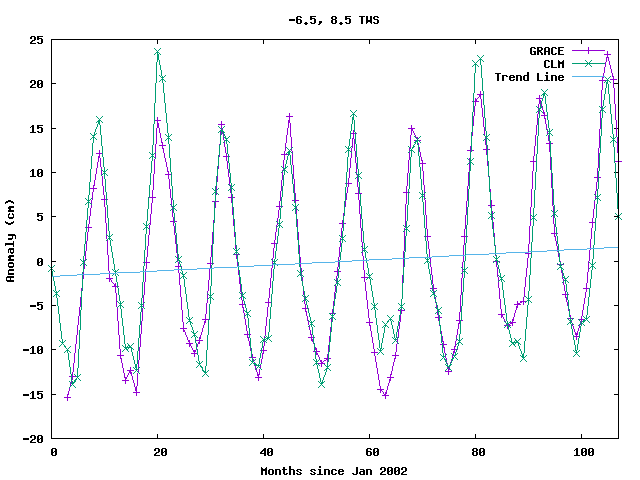 -6.5, 8.5 TWS
GRACE
CLM
Trend Line
25
20
15
10
5
0
-5
-10
-15
-20
Anomaly (cm)
0 20 40 60 80 100
Months since Jan 2002